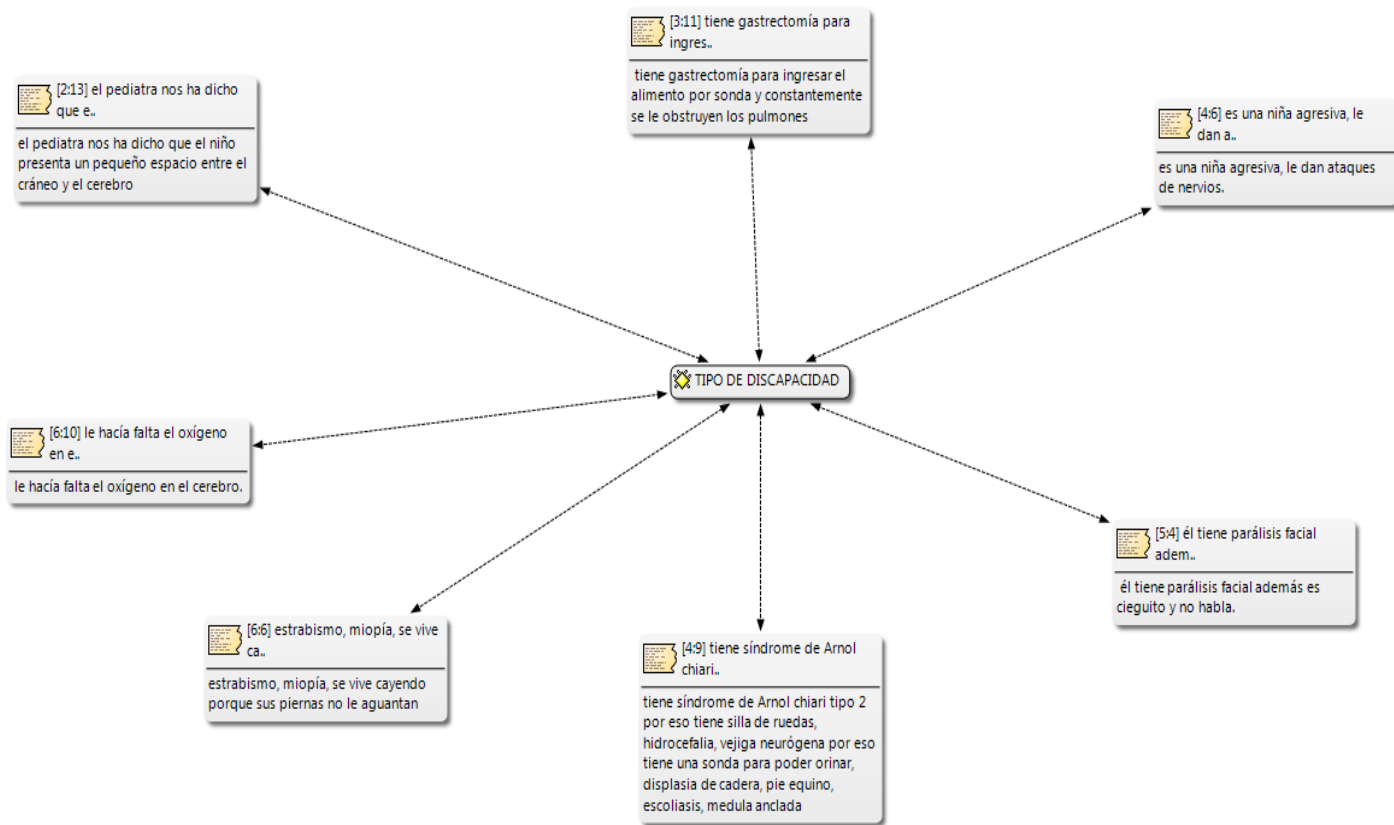 [3:11] tiene gastrectomía para
ingres..
tiene gastrectomía para ingresar el
alimento por sonda y constantemente
se le obstruyen los pulmones
[2:13] el pediatra nos ha dicho
que e..
el pediatra nos ha dicho que el niño
presenta un pequeño espacio entre el
cráneo y el cerebro
[4:6] es una niña agresiva, le
dan a..
es una niña agresiva, le dan ataques
de nervios.
TIPO DE DISCAPACIDAD
[6:10] le hacía falta el oxígeno
en e..
le hacía falta el oxígeno en el cerebro.
[5:4] él tiene parálisis facial
adem..
él tiene parálisis facial además es
cieguito y no habla.
[6:6] estrabismo, miopía, se vive
ca..
estrabismo, miopía, se vive cayendo
porque sus piernas no le aguantan
[4:9] tiene síndrome de Arnol
chiari..
tiene síndrome de Arnol chiari tipo 2
por eso tiene silla de ruedas,
hidrocefalia, vejiga neurógena por eso
tiene una sonda para poder orinar,
displasia de cadera, pie equino,
escoliasis, medula anclada